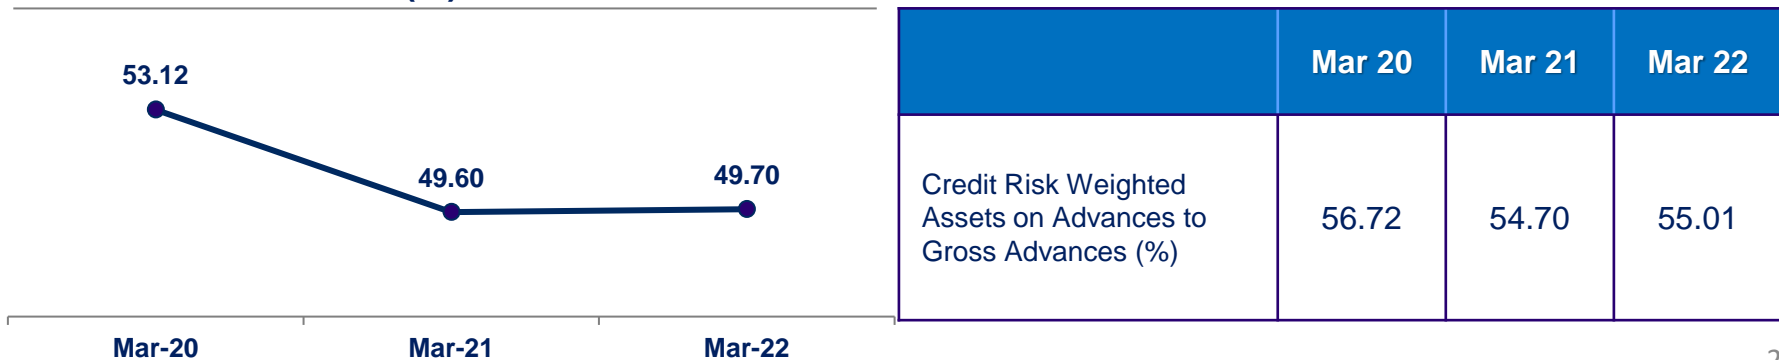 53.12
49.60
49.70
Mar-20 Mar-21 Mar-22
Mar 20 Mar 21 Mar 22
Credit Risk Weighted
Assets on Advances to
Gross Advances (%)
56.72 54.70 55.01